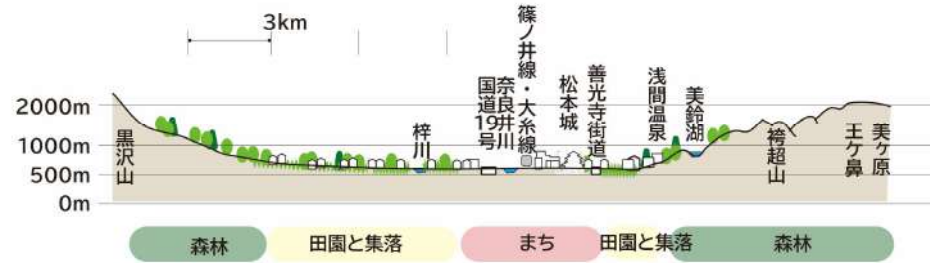 3km
2000m
1000m
500m
0m
黒沢山
梓川
国道19号
奈良井川
篠ノ井線・大糸線
松本城
善光寺街道
浅間温泉
美鈴湖
袴超山
王ケ鼻
美ヶ原
森林
田園と集落
まち
田園と集落
森林